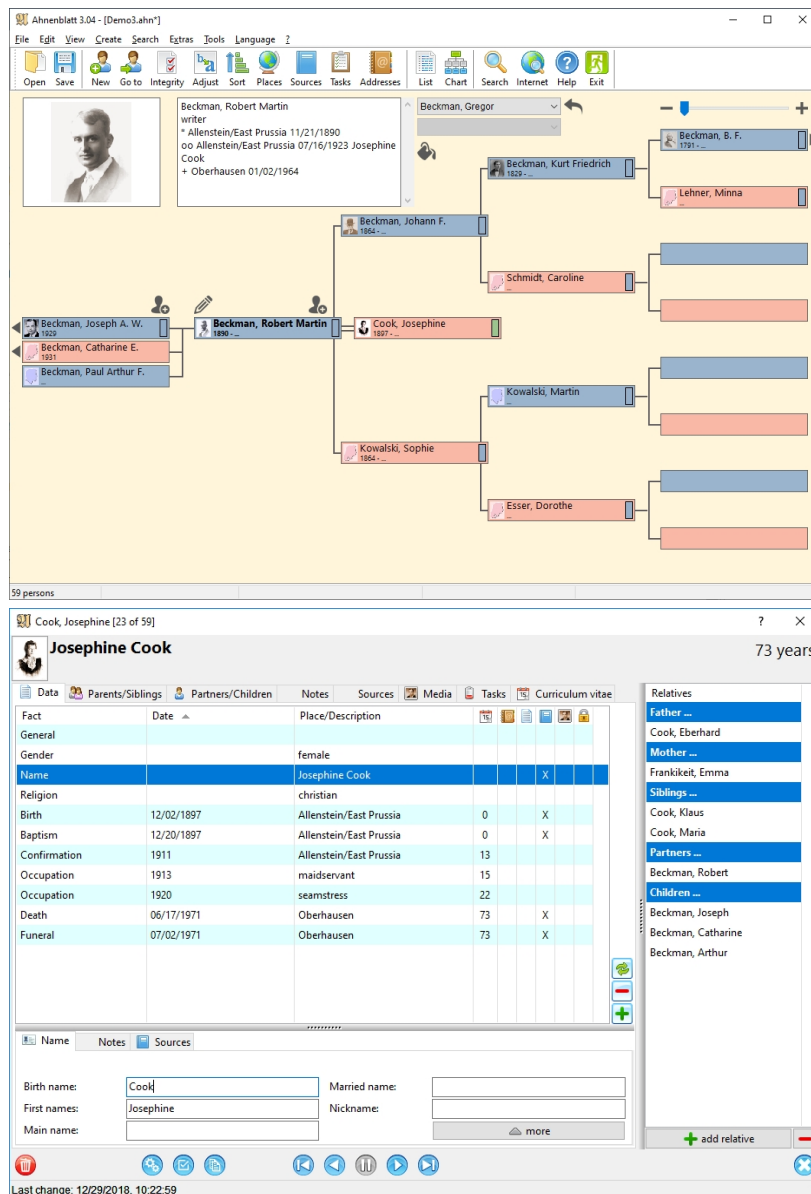 Ahnenblatt 3.04 - [Demo3.ahn*]
File Edit View Create Search Extras Tools Language ?
Open Save New Go to Integrity Adjust Sort Places Sources Tasks Addresses List Chart Search Internet Help Exit
Beckman, Robert Martin
writer
* Allenstein/East Prussia 11/21/1890
oo Allenstein/East Prussia 07/16/1923 Josephine
Cook
+ Oberhausen 01/02/1964
Beckman, Gregor
Beckman, B. F.
1791 - ...
Beckman, Kurt Friedrich
1829 - ...
Lehner, Minna
...
Beckman, Johann F.
1864 - ...
Schmidt, Caroline
...
Beckman, Joseph A. W.
1929
Beckman, Robert Martin
1890 - ...
Cook, Josephine
1897 - ...
Beckman, Catharine E.
1931
Beckman, Paul Arthur F.
...
Kowalski, Martin
...
Kowalski, Sophie
1864 - ...
Esser, Dorothe
...
59 persons
Cook, Josephine [23 of 59] ?
Josephine Cook
73 years
Data Parents/Siblings Partners/Children Notes Sources Media Tasks 15 Curriculum vitae
Fact Date Place/Description 15
General
Gender female
Name Josephine Cook X
Religion christian
Birth 12/02/1897 Allenstein/East Prussia 0 X
Baptism 12/20/1897 Allenstein/East Prussia 0 X
Confirmation 1911 Allenstein/East Prussia 13
Occupation 1913 maidservant 15
Occupation 1920 seamstress 22
Death 06/17/1971 Oberhausen 73 X
Funeral 07/02/1971 Oberhausen 73 X
Relatives
Father ...
Cook, Eberhard
Mother ...
Frankikeit, Emma
Siblings ...
Cook, Klaus
Cook, Maria
Partners ...
Beckman, Robert
Children ...
Beckman, Joseph
Beckman, Catharine
Beckman, Arthur
Name Notes Sources
Birth name: Cook Married name:
First names: Josephine Nickname:
Main name: more
add relative
Last change: 12/29/2018, 10:22:59